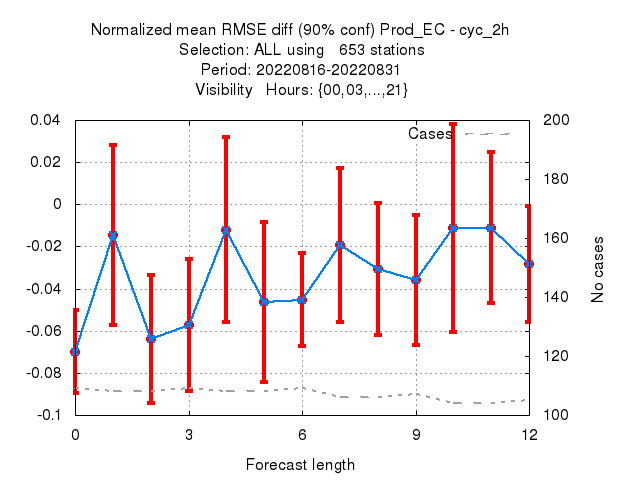 Normalized mean RMSE diff (90% conf) Prod_EC - cyc_2h
Selection: ALL using 653 stations
Period: 20220816-20220831
Visibility Hours: {00,03,...,21}
Cases
0.04
0.02
0
-0.02
-0.04
-0.06
-0.08
-0.1
200
180
160
140
120
100
No cases
0 3 6 9 12
Forecast length